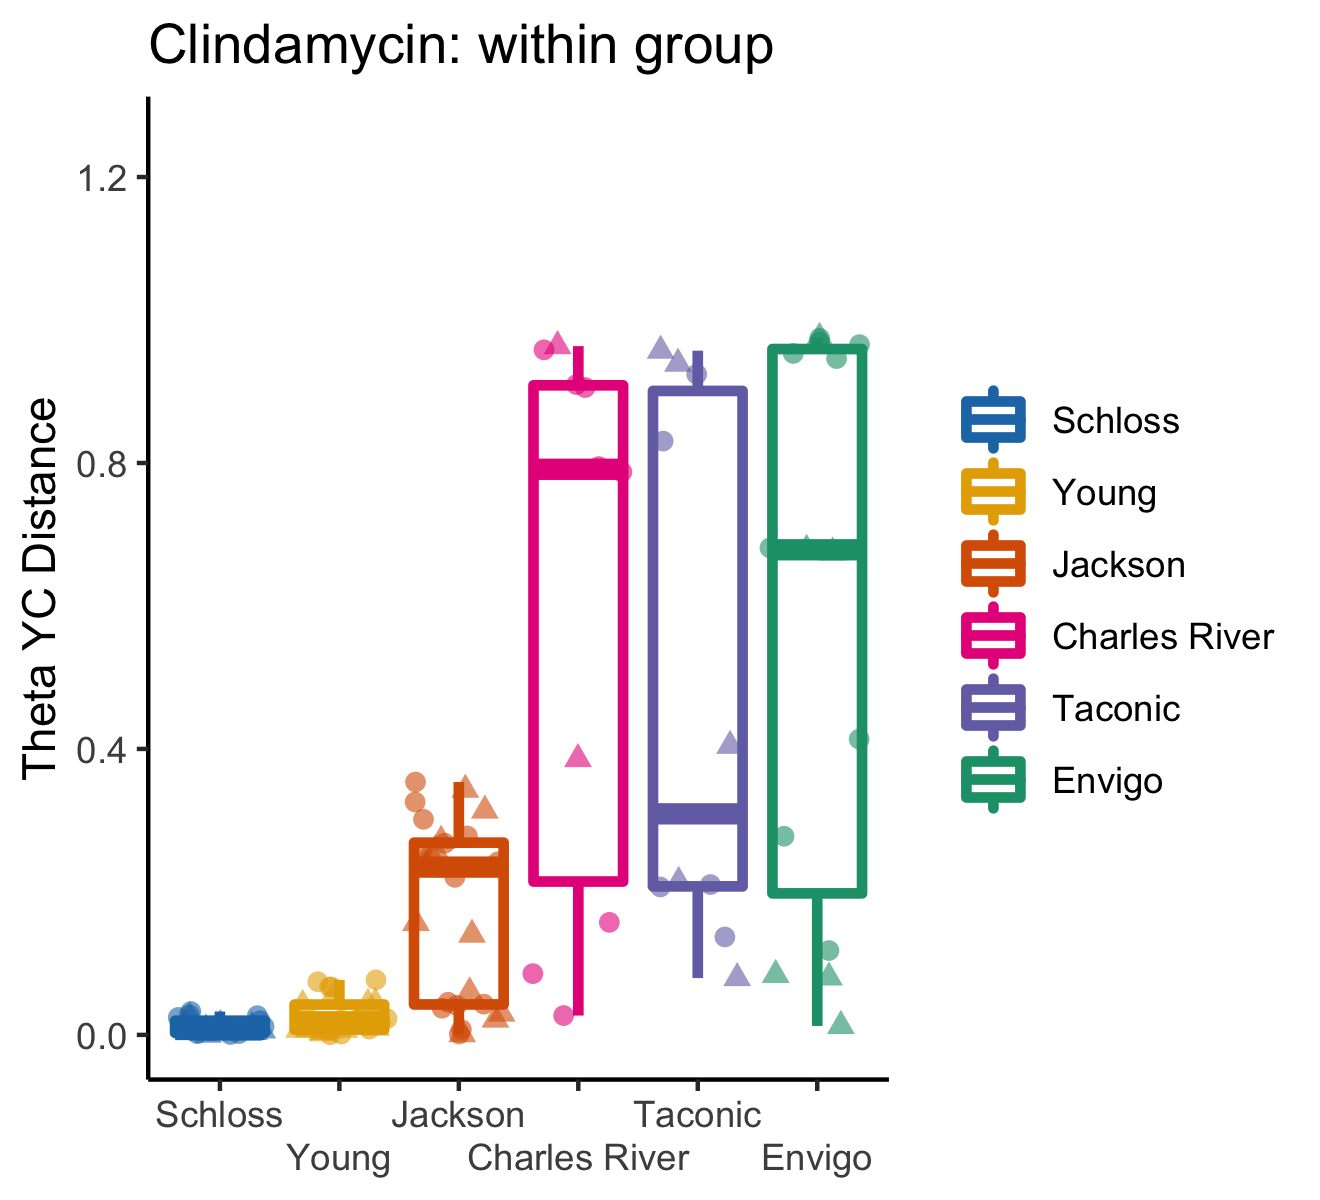 Clindamycin: within group
Theta YC Distance
1.2
0.8
0.4
0.0
Schloss
Young
Jackson
Charles River
Taconic
Envigo
Schloss
Jackson
Taconic
Young
Charles River
Envigo